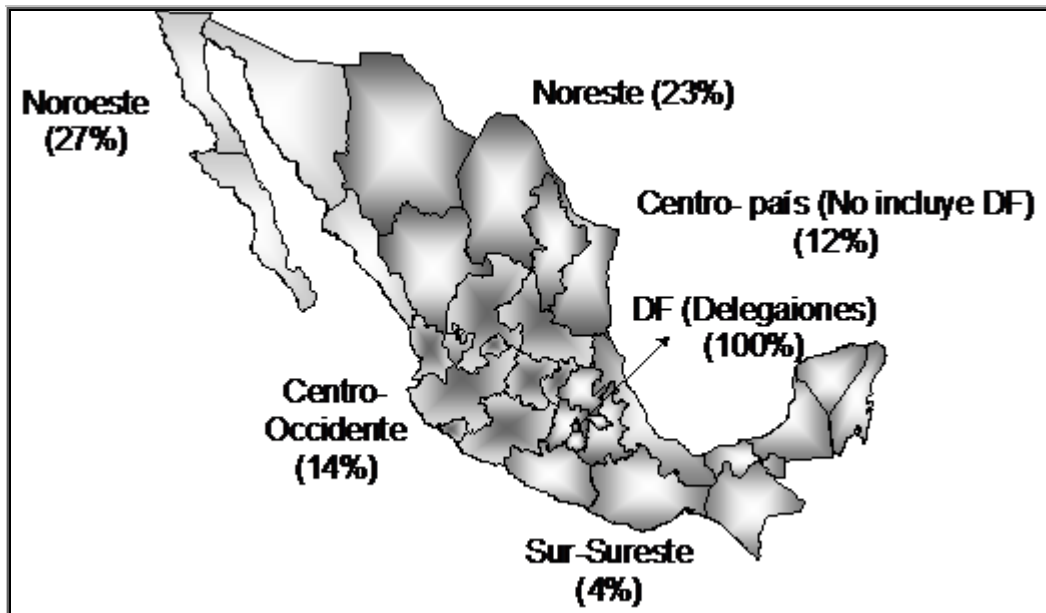 Noroeste
(27%)
Noreste (23%)
Centro- país (No incluye DF)
(12%)
DF (Delegaiones)
(100%)
Centro-
Occidente
(14%)
Sur-Sureste
(4%)